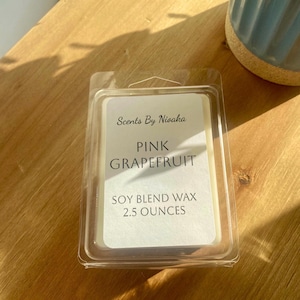 Scents By Nisaka
PINK
GRAPEFRUIT
SOY BLEND WAX
2.5 OUNCES